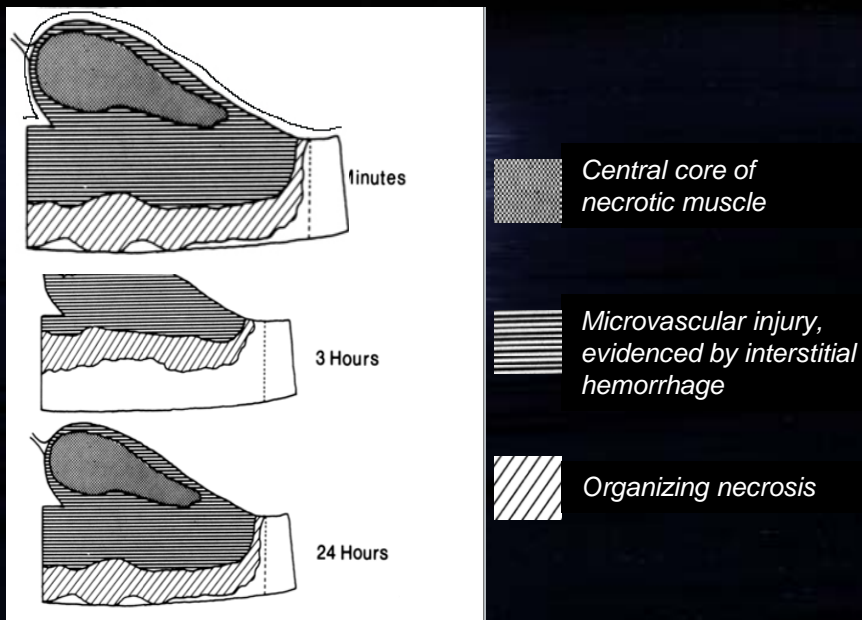 Minutes
3 Hours
24 Hours
Central core of
necrotic muscle
Microvascular injury,
evidenced by interstitial
hemorrhage
Organizing necrosis